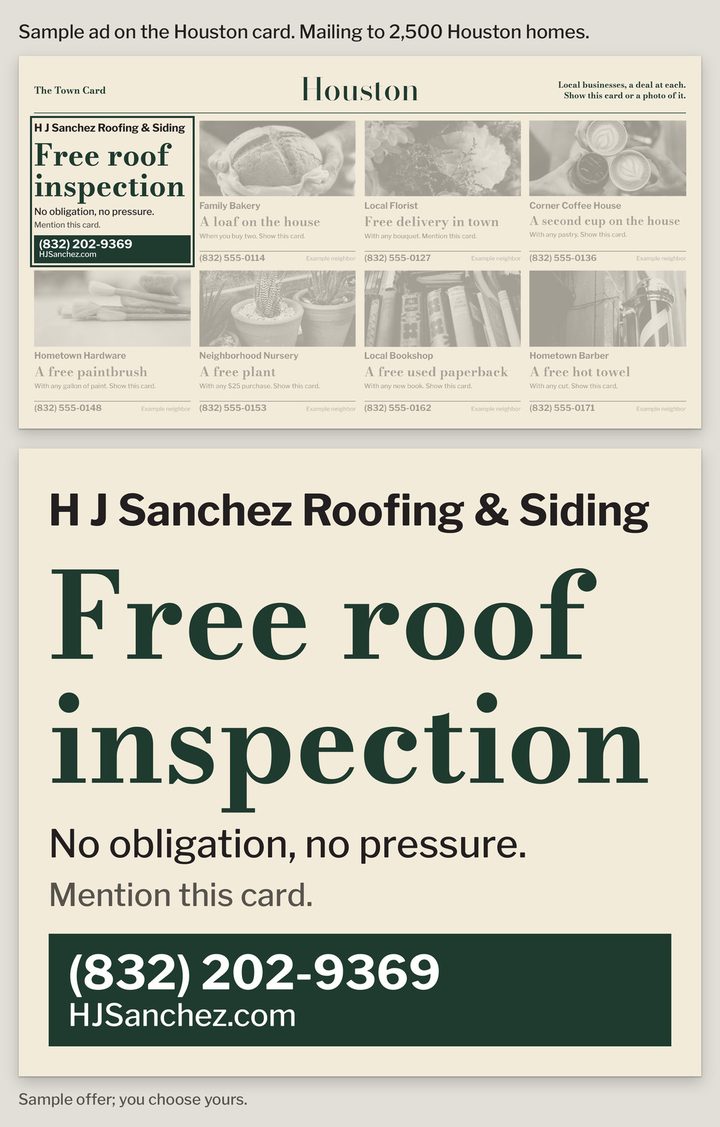 Sample ad on the Houston card. Mailing to 2,500 Houston homes.
The Town Card
Houston
Local businesses, a deal at each.
Show this card or a photo of it.
H J Sanchez Roofing & Siding
Free roof
inspection
No obligation, no pressure.
Mention this card.
(832) 202-9369
HJSanchez.com
Family Bakery
A loaf on the house
When you buy two. Show this card.
(832) 555-0114
Example neighbor
Local Florist
Free delivery in town
With any bouquet. Mention this card.
(832) 555-0127
Example neighbor
Corner Coffee House
A second cup on the house
With any pastry. Show this card.
(832) 555-0136
Example neighbor
Hometown Hardware
A free paintbrush
With any gallon of paint. Show this card.
(832) 555-0148
Example neighbor
Neighborhood Nursery
A free plant
With any $25 purchase. Show this card.
(832) 555-0153
Example neighbor
Local Bookshop
A free used paperback
With any new book. Show this card.
(832) 555-0162
Example neighbor
Hometown Barber
A free hot towel
With any cut. Show this card.
(832) 555-0171
Example neighbor
H J Sanchez Roofing & Siding
Free roof
inspection
No obligation, no pressure.
Mention this card.
(832) 202-9369
HJSanchez.com
Sample offer; you choose yours.